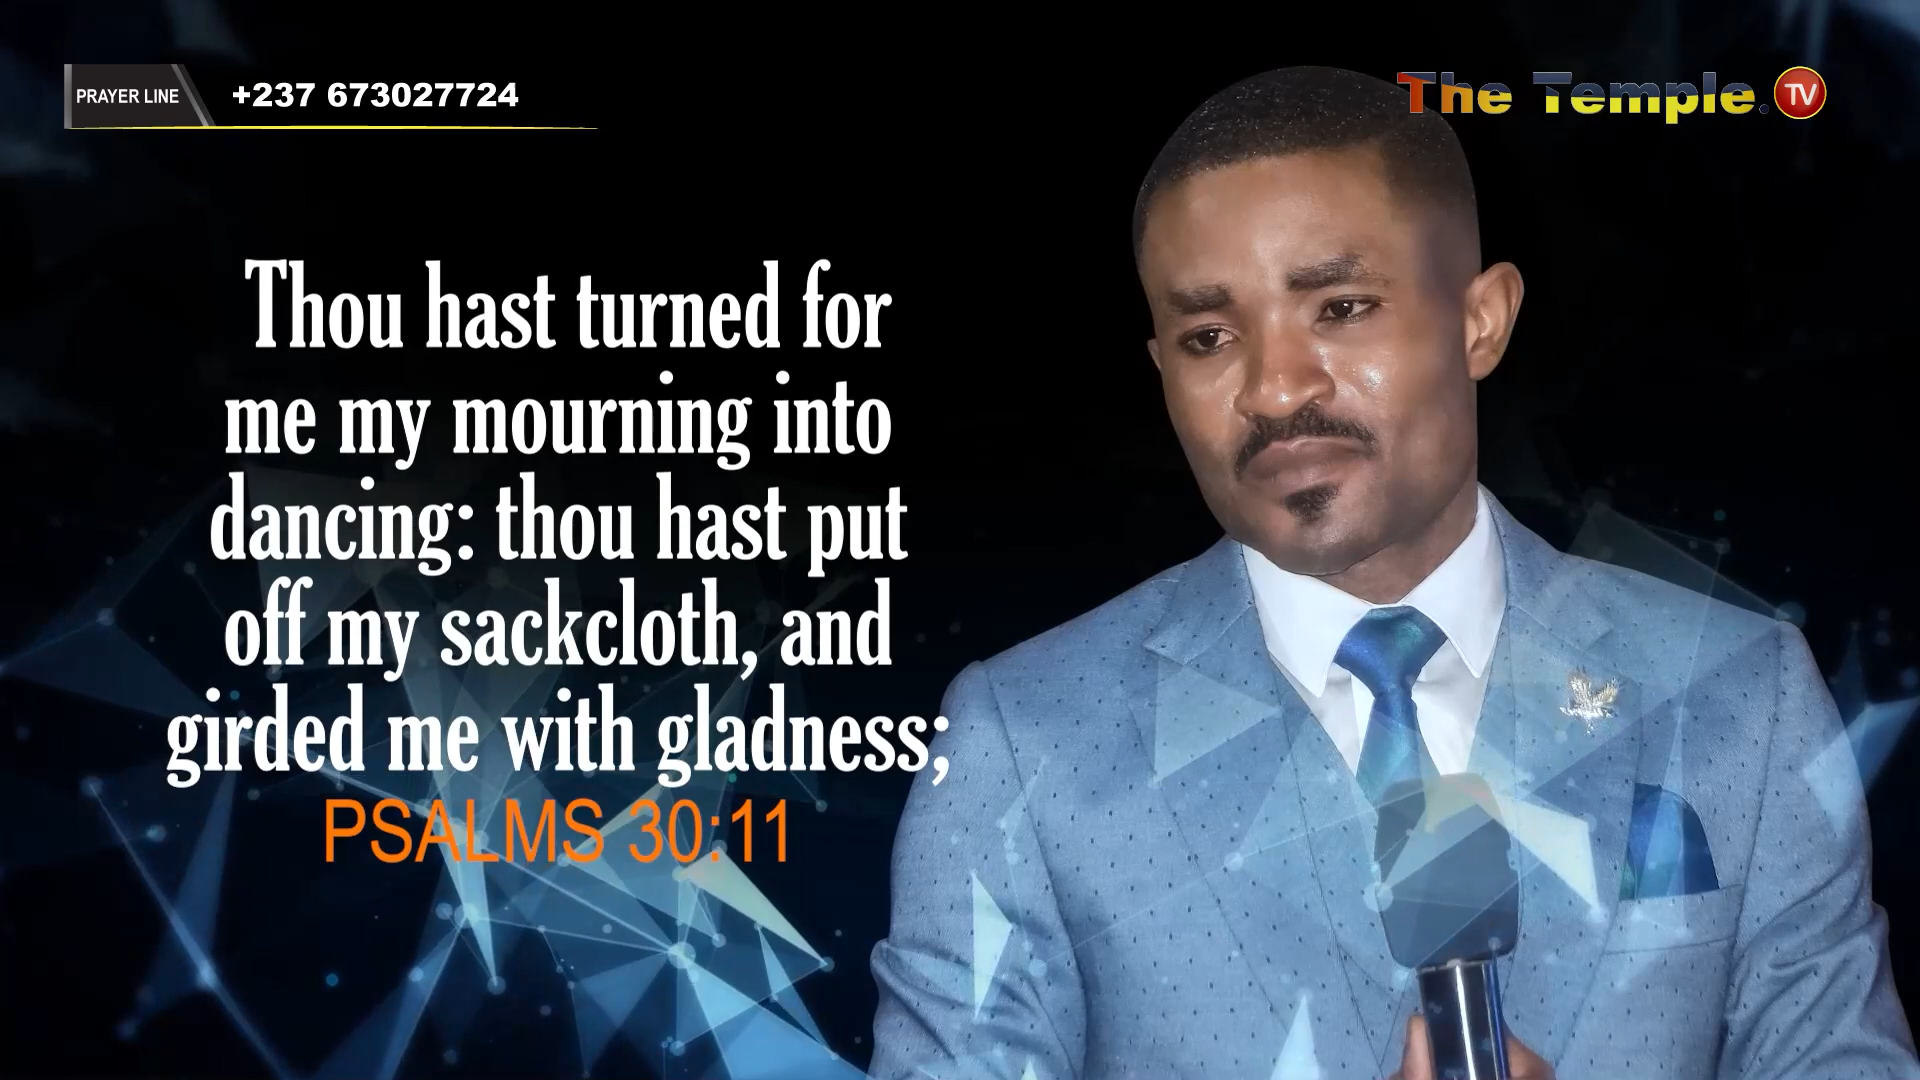 PRAYER LINE
+237 673027724
The Temple. TV
Thou hast turned for
me my mourning into
dancing: thou hast put
off my sackcloth, and
girded me with gladness;
PSALMS 30:11